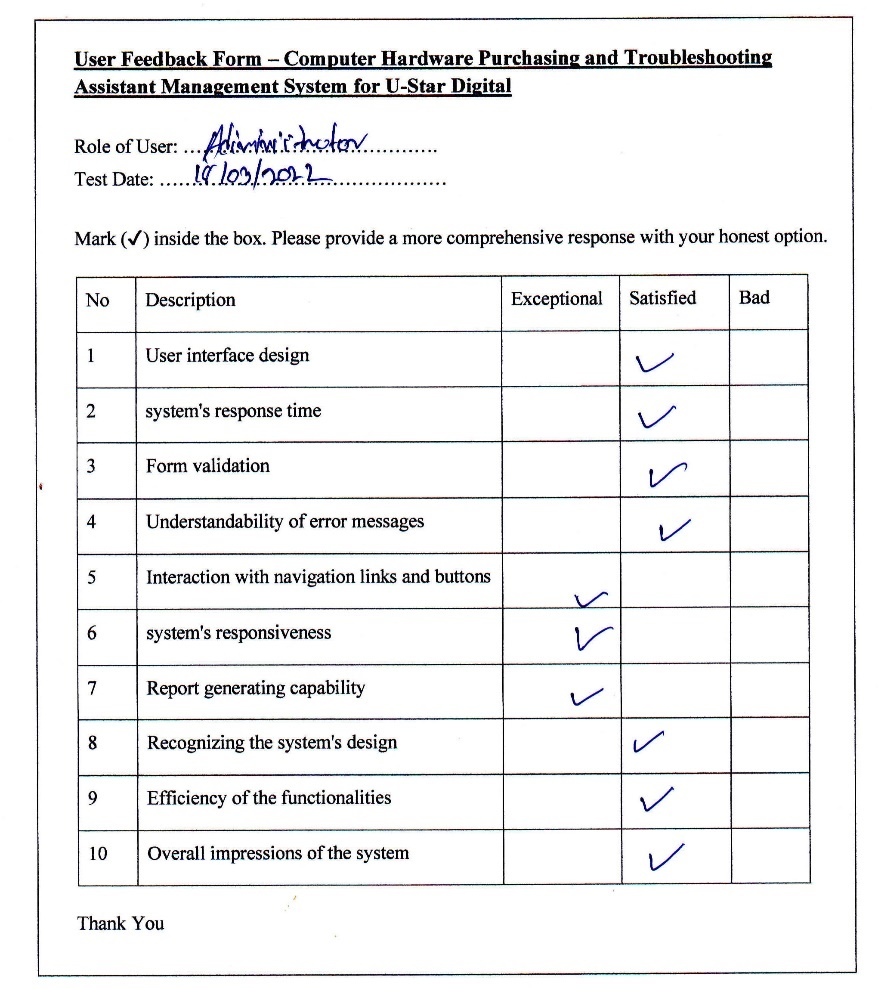 User Feedback Form – Computer Hardware Purchasing and Troubleshooting
Assistant Management System for U-Star Digital
Role of User: ...Administrator............
Test Date:
Mark (✓) inside the box. Please provide a more comprehensive response with your honest option.
No Description Exceptional Satisfied Bad
1 User interface design ✓
2 system's response time ✓
3 Form validation ✓
4 Understandability of error messages ✓
5 Interaction with navigation links and buttons ✓
6 system's responsiveness ✓
7 Report generating capability ✓
8 Recognizing the system's design ✓
9 Efficiency of the functionalities ✓
10 Overall impressions of the system ✓
Thank You